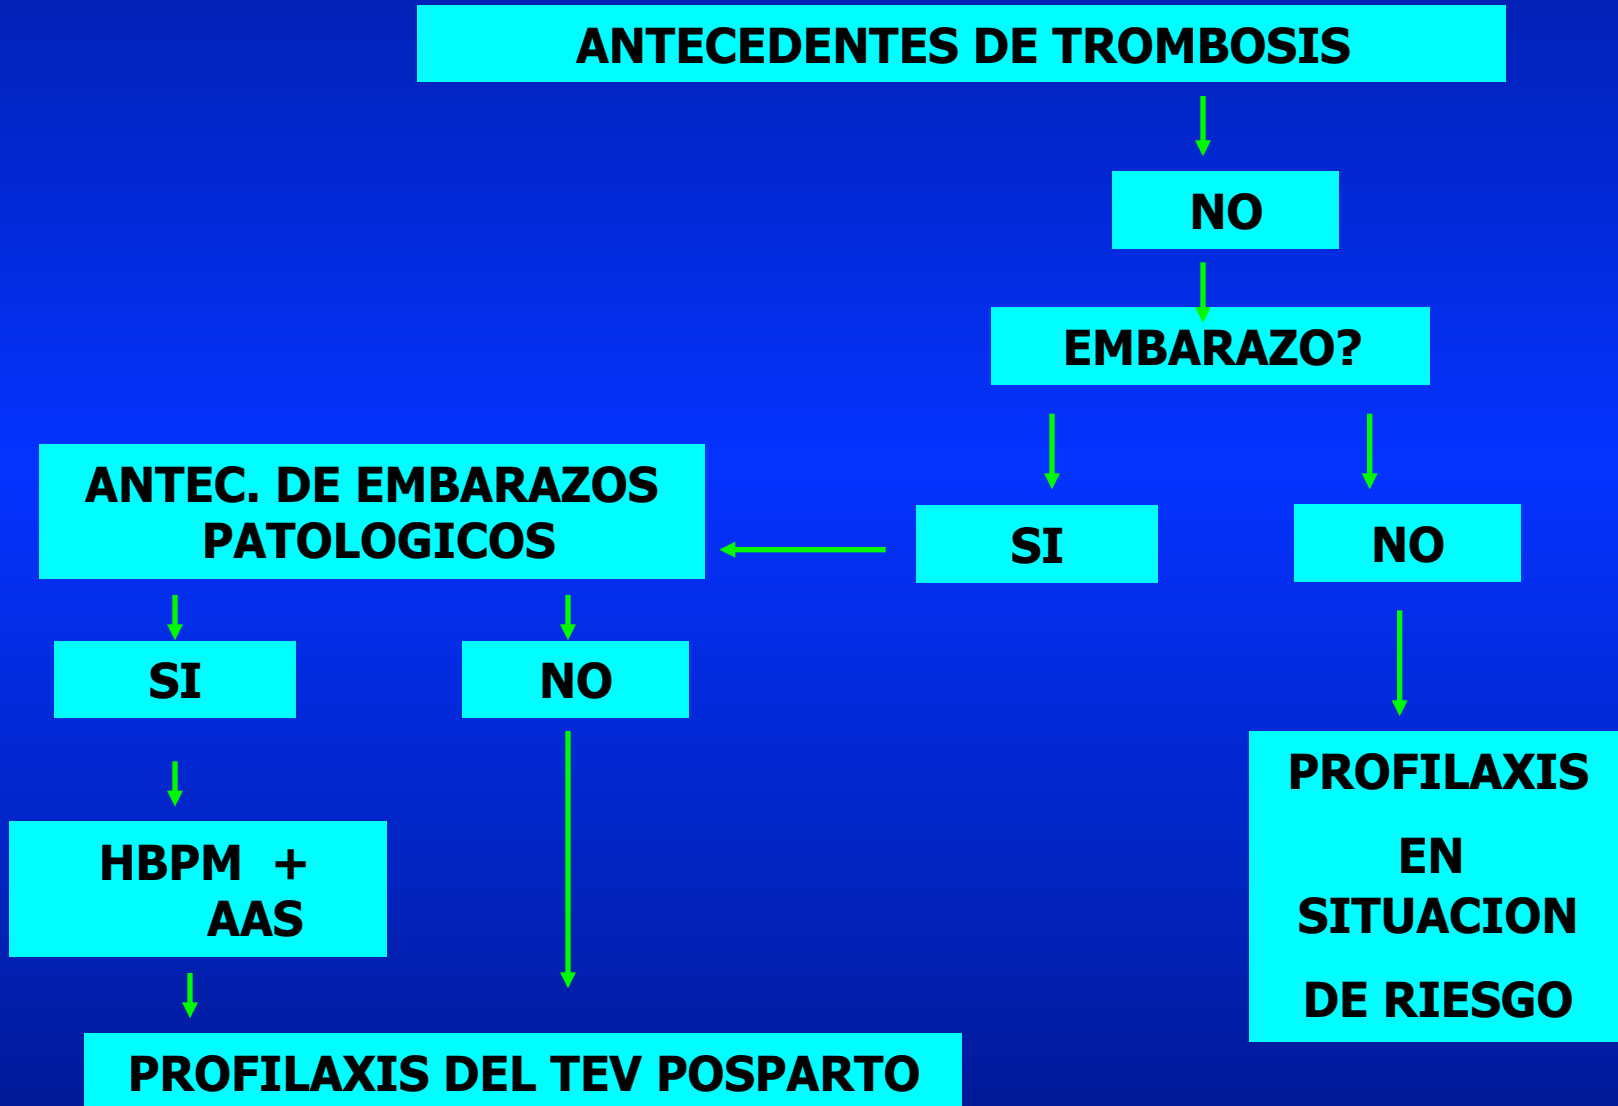 ANTECEDENTES DE TROMBOSIS
NO
EMBARAZO?
ANTEC. DE EMBARAZOS
PATOLOGICOS
SI
NO
SI
NO
HBPM + 
AAS
PROFILAXIS
EN
SITUACION
DE RIESGO
PROFILAXIS DEL TEV POSPARTO